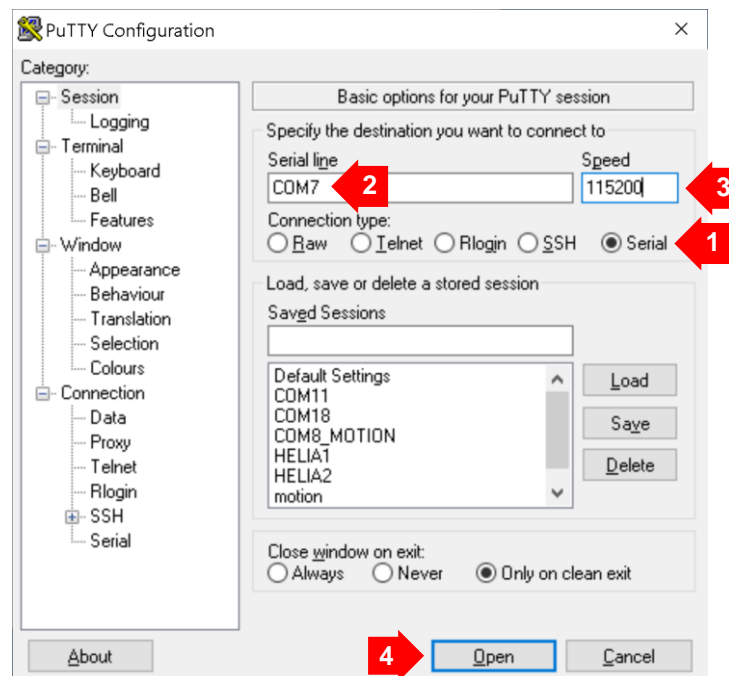 PuTTY Configuration
Category:
Session
Logging
Terminal
Keyboard
Bell
Features
Window
Appearance
Behaviour
Translation
Selection
Colours
Connection
Data
Proxy
Telnet
Rlogin
SSH
Serial
Basic options for your PuTTY session
Specify the destination you want to connect to
Serial line Speed
COM7 2 115200 3
Connection type:
Raw Telnet Rlogin SSH Serial 1
Load, save or delete a stored session
Saved Sessions
Default Settings
COM11
COM18
COM8_MOTION
HELIA1
HELIA2
motion
Load
Save
Delete
Close window on exit:
Always Never Only on clean exit
About 4 Open Cancel